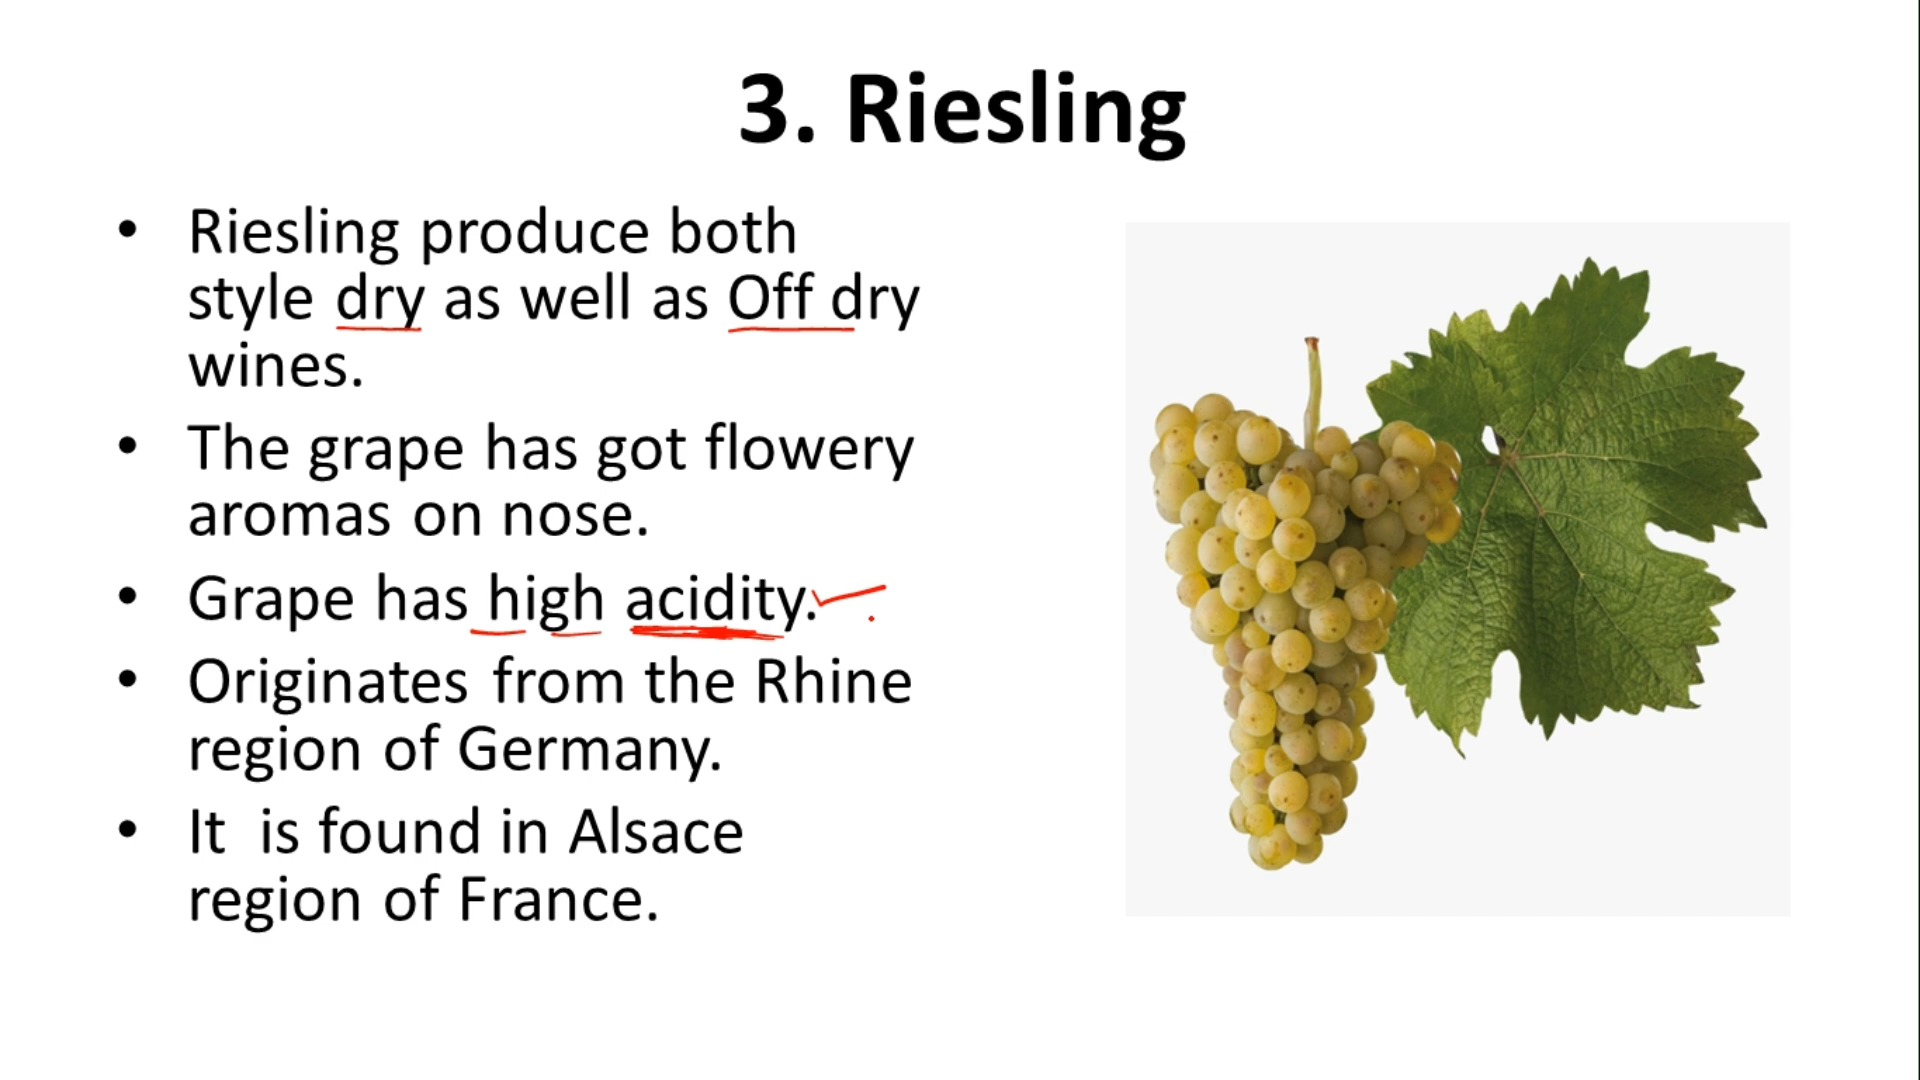 3. Riesling
• Riesling produce both
style dry as well as Off dry
wines.
• The grape has got flowery
aromas on nose.
• Grape has high acidity.
• Originates from the Rhine
region of Germany.
• It  is found in Alsace
region of France.